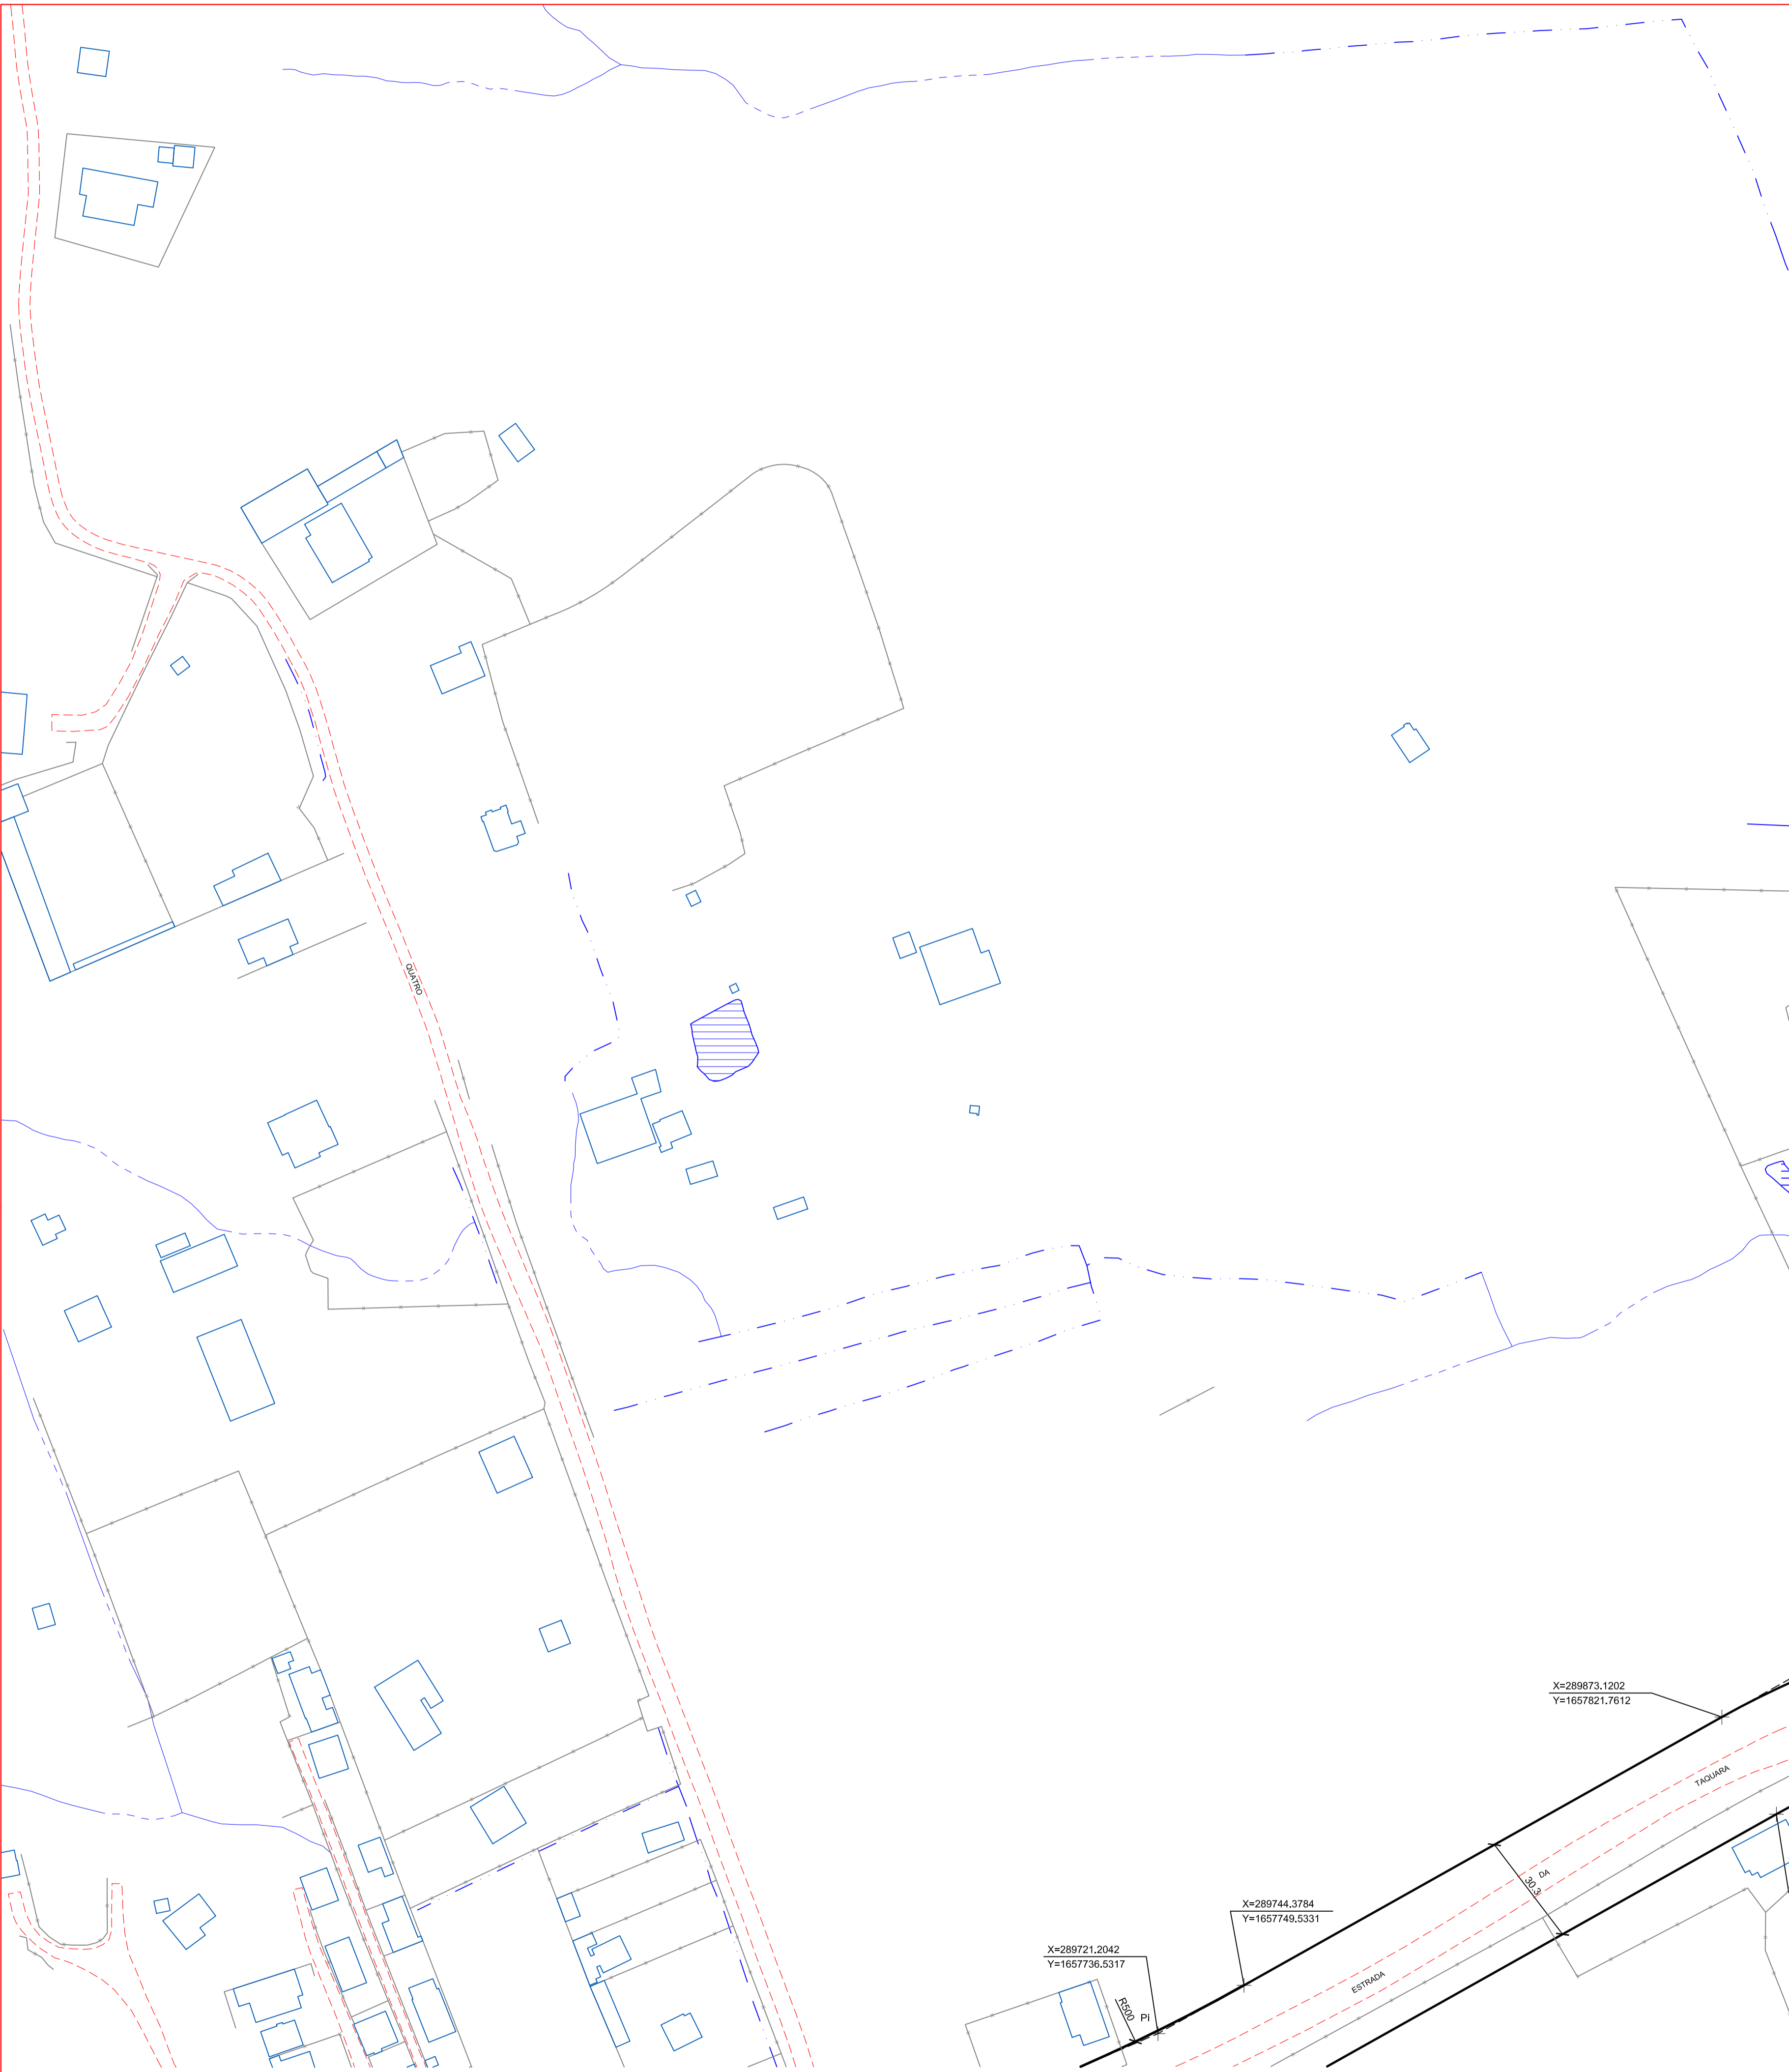 QUATRO
X=289873.1202
Y=1657821.7612
TAQUARA
DA
30.3
X=289744.3784
Y=1657749.5331
X=289721.2042
Y=1657736.5317
ESTRADA
R500
Pi